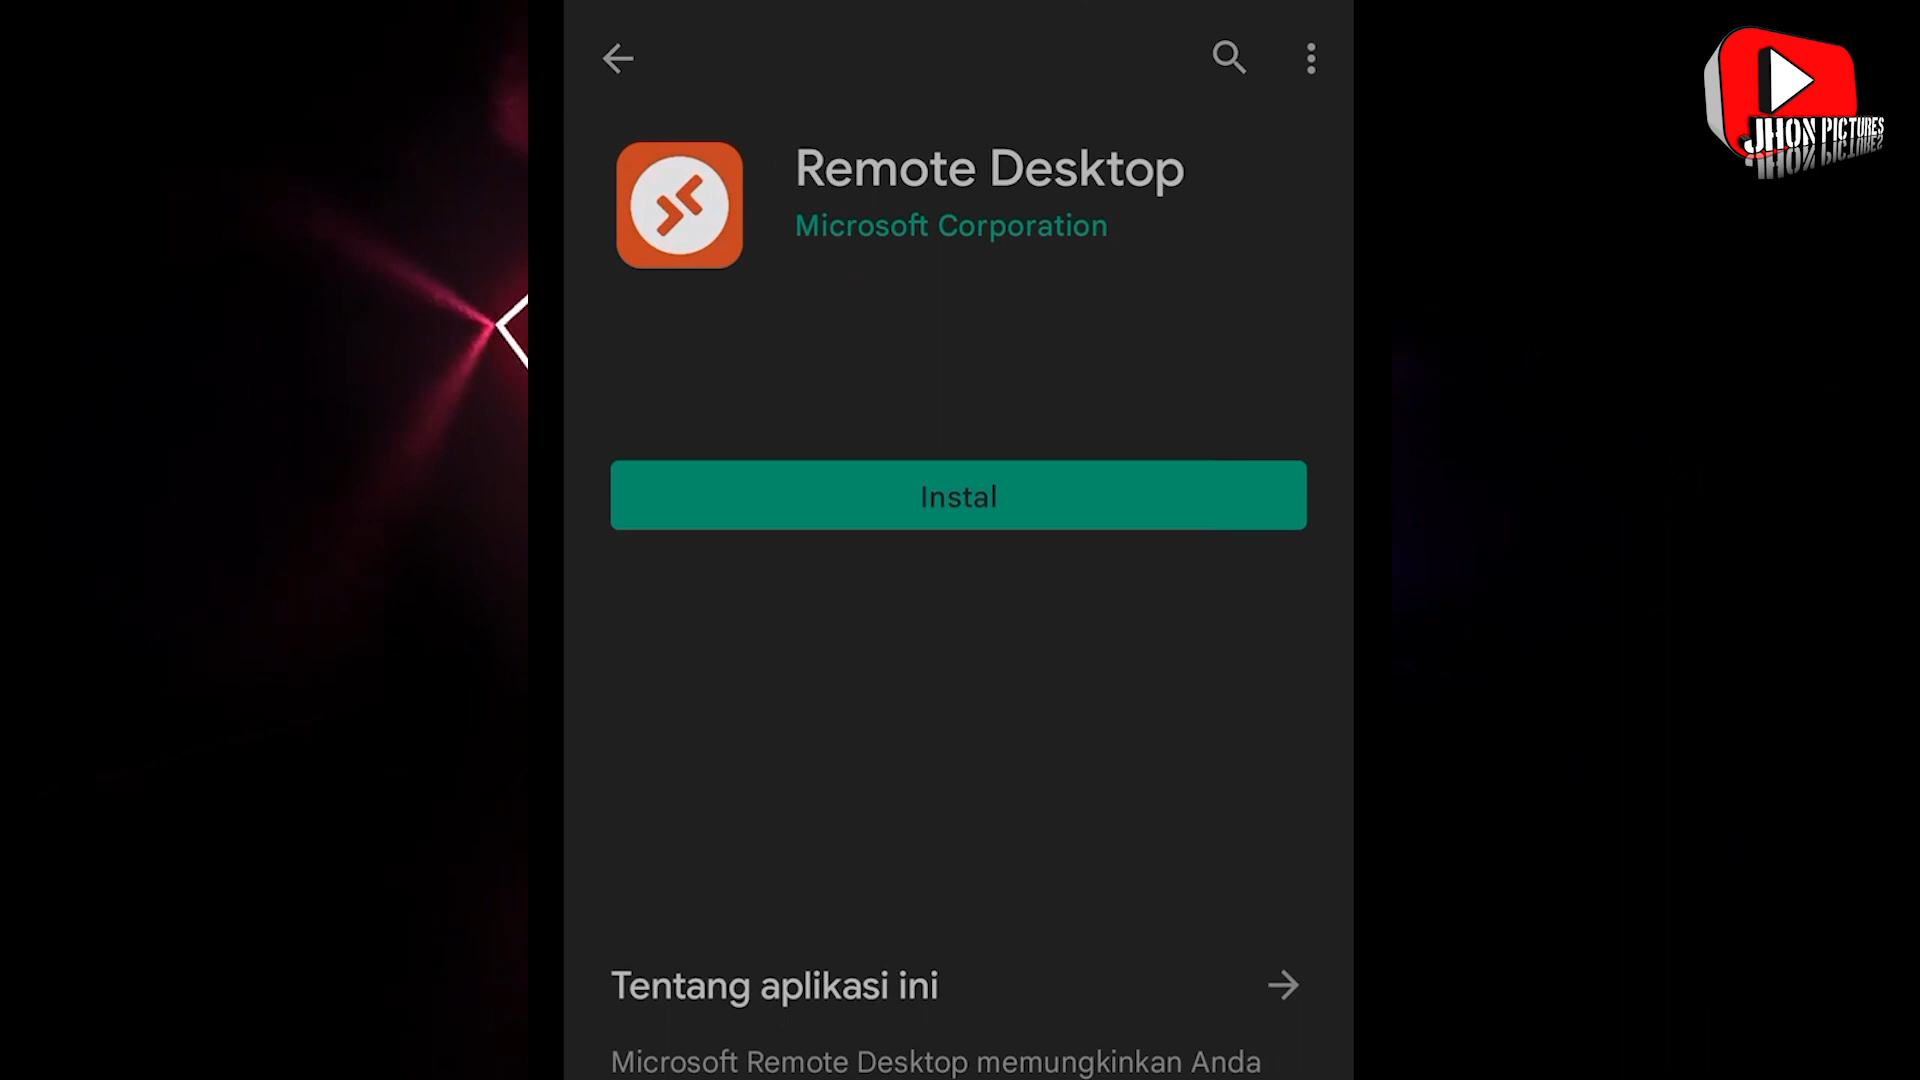 JHON PICTURES
Remote Desktop
Microsoft Corporation
Instal
Tentang aplikasi ini
Microsoft Remote Desktop memungkinkan Anda